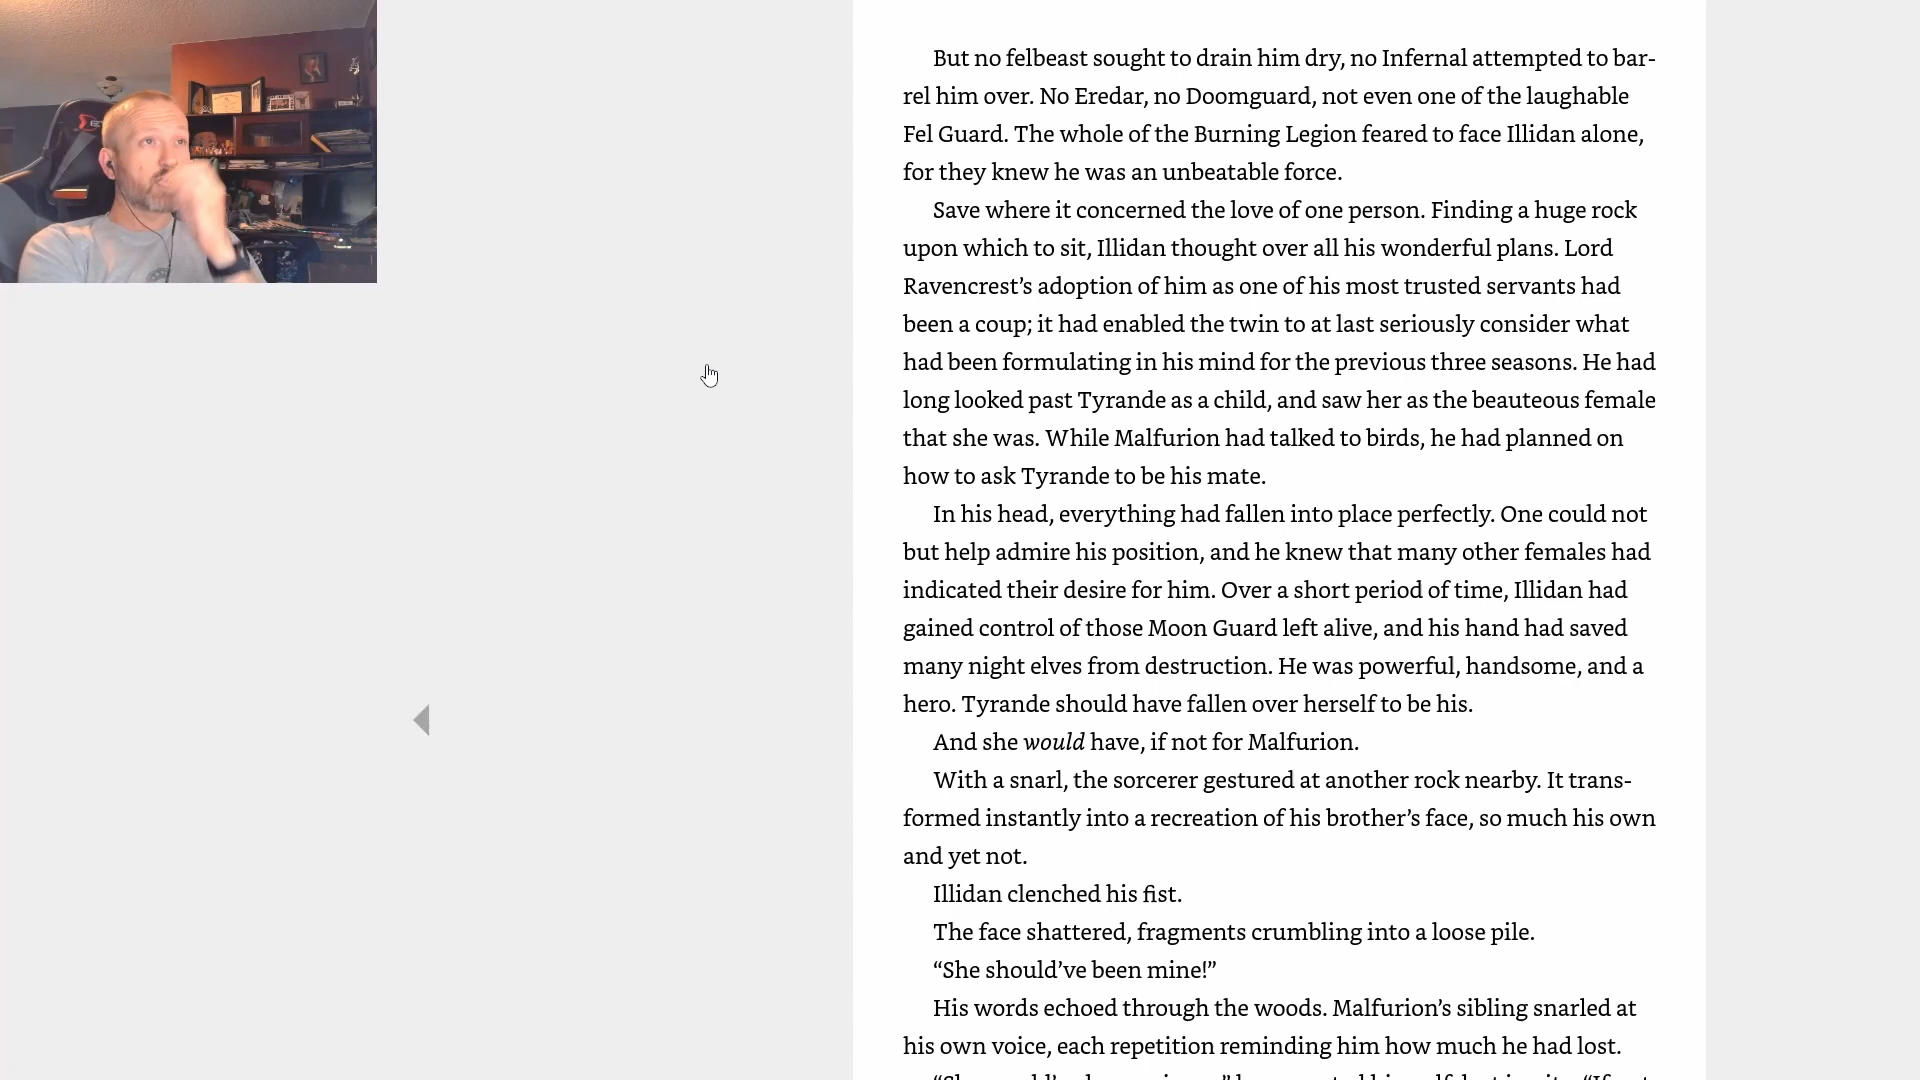 But no felbeast sought to drain him dry, no Infernal attempted to bar-
rel him over. No Eredar, no Doomguard, not even one of the laughable
Fel Guard. The whole of the Burning Legion feared to face Illidan alone,
for they knew he was an unbeatable force.
Save where it concerned the love of one person. Finding a huge rock
upon which to sit, Illidan thought over all his wonderful plans. Lord
Ravencrest’s adoption of him as one of his most trusted servants had
been a coup; it had enabled the twin to at last seriously consider what
had been formulating in his mind for the previous three seasons. He had
long looked past Tyrande as a child, and saw her as the beauteous female
that she was. While Malfurion had talked to birds, he had planned on
how to ask Tyrande to be his mate.
In his head, everything had fallen into place perfectly. One could not
but help admire his position, and he knew that many other females had
indicated their desire for him. Over a short period of time, Illidan had
gained control of those Moon Guard left alive, and his hand had saved
many night elves from destruction. He was powerful, handsome, and a
hero. Tyrande should have fallen over herself to be his.
And she would have, if not for Malfurion.
With a snarl, the sorcerer gestured at another rock nearby. It trans-
formed instantly into a recreation of his brother’s face, so much his own
and yet not.
Illidan clenched his fist.
The face shattered, fragments crumbling into a loose pile.
“She should’ve been mine!”
His words echoed through the woods. Malfurion’s sibling snarled at
his own voice, each repetition reminding him how much he had lost.